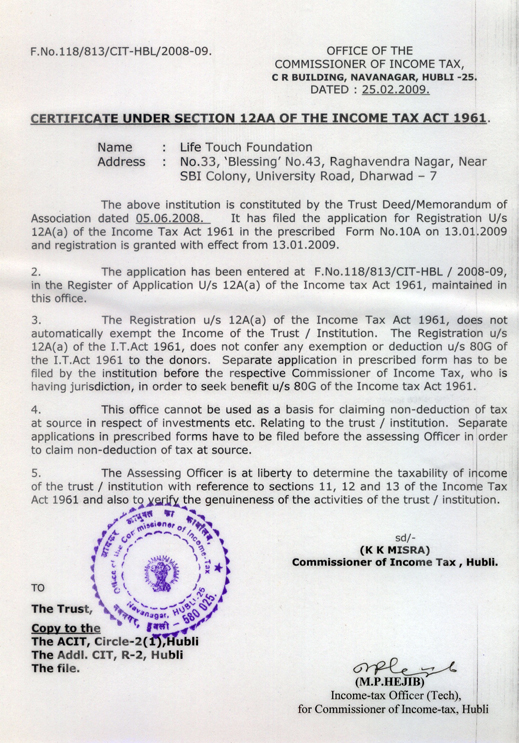 F.No.118/813/CIT-HBL/2008-09.
OFFICE OF THE
COMMISSIONER OF INCOME TAX,
C R BUILDING, NAVANAGAR, HUBLI -25.
DATED : 25.02.2009.
CERTIFICATE UNDER SECTION 12AA OF THE INCOME TAX ACT 1961.
Name : Life Touch Foundation
Address : No.33, ‘Blessing’ No.43, Raghavendra Nagar, Near
SBI Colony, University Road, Dharwad – 7
The above institution is constituted by the Trust Deed/Memorandum of
Association dated 05.06.2008. It has filed the application for Registration U/s
12A(a) of the Income Tax Act 1961 in the prescribed Form No.10A on 13.01.2009
and registration is granted with effect from 13.01.2009.
2. The application has been entered at F.No.118/813/CIT-HBL / 2008-09,
in the Register of Application U/s 12A(a) of the Income tax Act 1961, maintained in
this office.
3. The Registration u/s 12A(a) of the Income Tax Act 1961, does not
automatically exempt the Income of the Trust / Institution. The Registration u/s
12A(a) of the I.T.Act 1961, does not confer any exemption or deduction u/s 80G of
the I.T.Act 1961 to the donors. Separate application in prescribed form has to be
filed by the institution before the respective Commissioner of Income Tax, who is
having jurisdiction, in order to seek benefit u/s 80G of the Income tax Act 1961.
4. This office cannot be used as a basis for claiming non-deduction of tax
at source in respect of investments etc. Relating to the trust / institution. Separate
applications in prescribed forms have to be filed before the assessing Officer in order
to claim non-deduction of tax at source.
5. The Assessing Officer is at liberty to determine the taxability of income
of the trust / institution with reference to sections 11, 12 and 13 of the Income Tax
Act 1961 and also to verify the genuineness of the activities of the trust / institution.
sd/-
(K K MISRA)
Commissioner of Income Tax , Hubli.
आयकर आयुक्त का कार्यालय,
Office of the Commissioner of Income Tax
Navanagar, HUBLI-25
नवनगर, हुबली - 580 025.
TO
The Trust,
Copy to the
The ACIT, Circle-2(1),Hubli
The Addl. CIT, R-2, Hubli
The file.
(M.P.HEJIB)
Income-tax Officer (Tech),
for Commissioner of Income-tax, Hubli